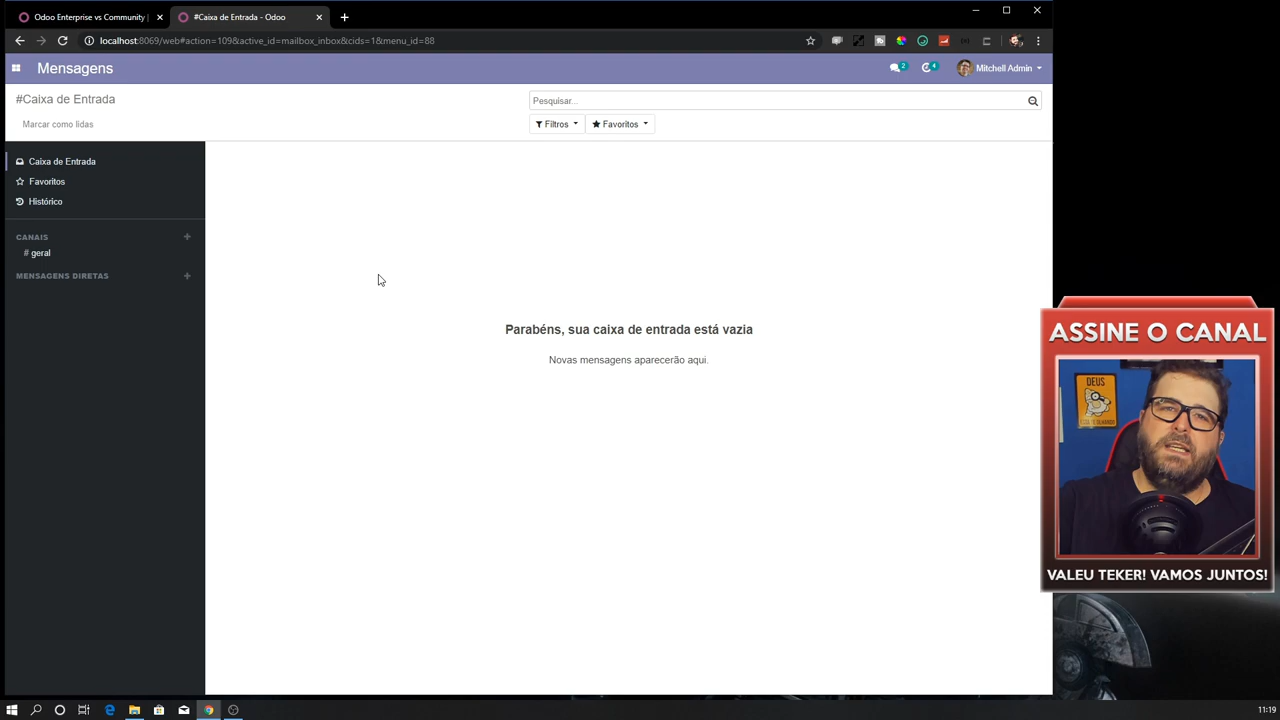 Odoo Enterprise vs Community |
#Caixa de Entrada - Odoo
localhost:8069/web#action=109&active_id=mailbox_inbox&cids=1&menu_id=88
Mensagens
2
4
Mitchell Admin
#Caixa de Entrada
Pesquisar...
Marcar como lidas
Filtros
Favoritos
Caixa de Entrada
Favoritos
Histórico
CANAIS
# geral
MENSAGENS DIRETAS
Parabéns, sua caixa de entrada está vazia
Novas mensagens aparecerão aqui.
ASSINE O CANAL
DEUS
VALEU TEKER! VAMOS JUNTOS!
11:19